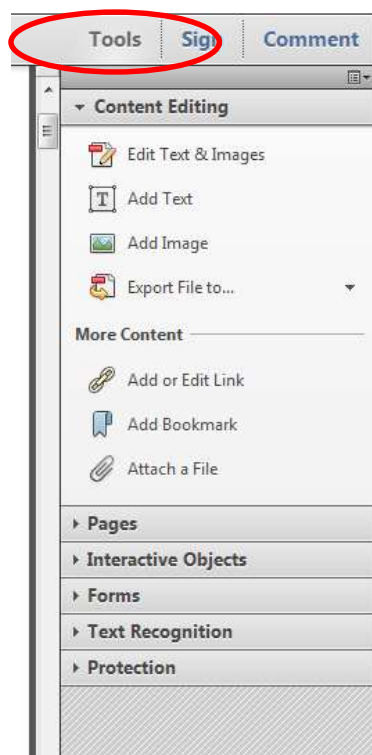 Tools Sign Comment
Content Editing
Edit Text & Images
T Add Text
Add Image
Export File to...
More Content
Add or Edit Link
Add Bookmark
Attach a File
Pages
Interactive Objects
Forms
Text Recognition
Protection